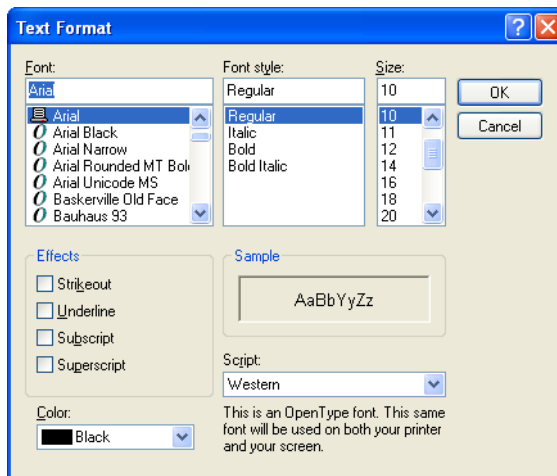 Text Format
Font:
Arial
Arial
Arial Black
Arial Narrow
Arial Rounded MT Bol
Arial Unicode MS
Baskerville Old Face
Bauhaus 93
Font style:
Regular
Regular
Italic
Bold
Bold Italic
Size:
10
10
11
12
14
16
18
20
OK
Cancel
Effects
Strikeout
Underline
Subscript
Superscript
Color:
Black
Sample
AaBbYyZz
Script:
Western
This is an OpenType font. This same
font will be used on both your printer
and your screen.